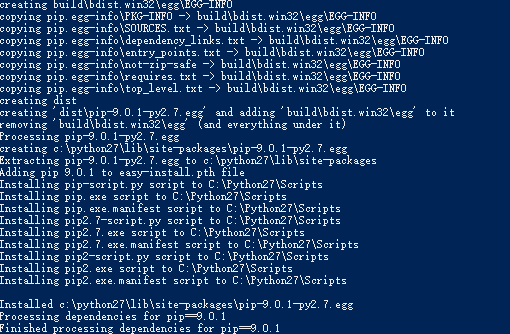 creating build\bdist.win32\egg\EGG-INFO
copying pip.egg-info\PKG-INFO -> build\bdist.win32\egg\EGG-INFO
copying pip.egg-info\SOURCES.txt -> build\bdist.win32\egg\EGG-INFO
copying pip.egg-info\dependency_links.txt -> build\bdist.win32\egg\EGG-INFO
copying pip.egg-info\entry_points.txt -> build\bdist.win32\egg\EGG-INFO
copying pip.egg-info\not-zip-safe -> build\bdist.win32\egg\EGG-INFO
copying pip.egg-info\requires.txt -> build\bdist.win32\egg\EGG-INFO
copying pip.egg-info\top_level.txt -> build\bdist.win32\egg\EGG-INFO
creating dist
creating 'dist\pip-9.0.1-py2.7.egg' and adding 'build\bdist.win32\egg' to it
removing 'build\bdist.win32\egg' (and everything under it)
Processing pip-9.0.1-py2.7.egg
creating c:\python27\lib\site-packages\pip-9.0.1-py2.7.egg
Extracting pip-9.0.1-py2.7.egg to c:\python27\lib\site-packages
Adding pip 9.0.1 to easy-install.pth file
Installing pip-script.py script to C:\Python27\Scripts
Installing pip.exe script to C:\Python27\Scripts
Installing pip.exe.manifest script to C:\Python27\Scripts
Installing pip2.7-script.py script to C:\Python27\Scripts
Installing pip2.7.exe script to C:\Python27\Scripts
Installing pip2.7.exe.manifest script to C:\Python27\Scripts
Installing pip2-script.py script to C:\Python27\Scripts
Installing pip2.exe script to C:\Python27\Scripts
Installing pip2.exe.manifest script to C:\Python27\Scripts
Installed c:\python27\lib\site-packages\pip-9.0.1-py2.7.egg
Processing dependencies for pip==9.0.1
Finished processing dependencies for pip==9.0.1